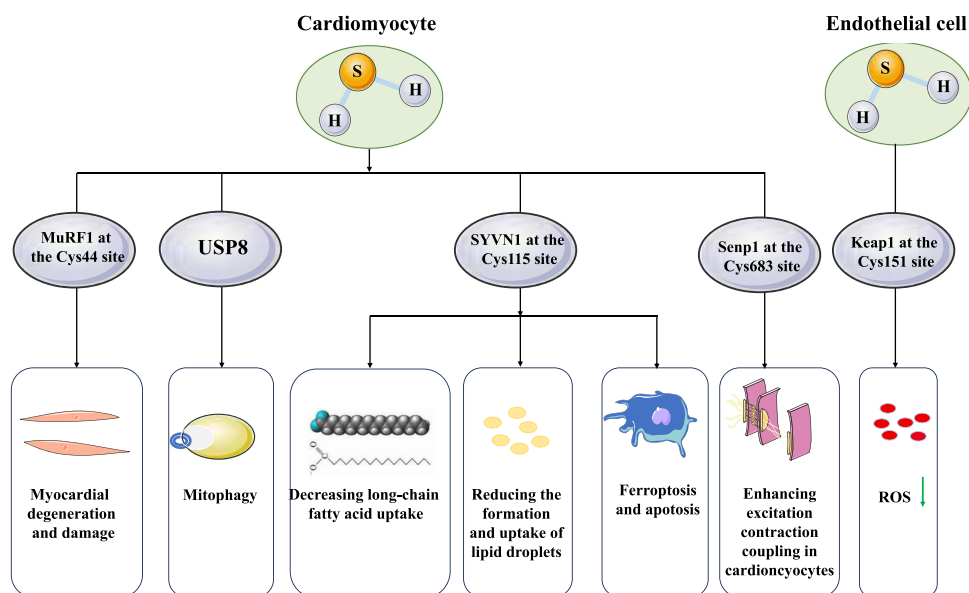 Cardiomyocyte
Endothelial cell
S
H
H
S
H
H
MuRF1 at
the Cys44 site
USP8
SYVN1 at the
Cys115 site
Senp1 at the
Cys683 site
Keap1 at the
Cys151 site
Myocardial
degeneration
and damage
Mitophagy
Decreasing long-chain
fatty acid uptake
Reducing the
formation
and uptake of
lipid droplets
Ferroptosis
and apotosis
Enhancing
excitation
contraction
coupling in
cardioncyocytes
ROS